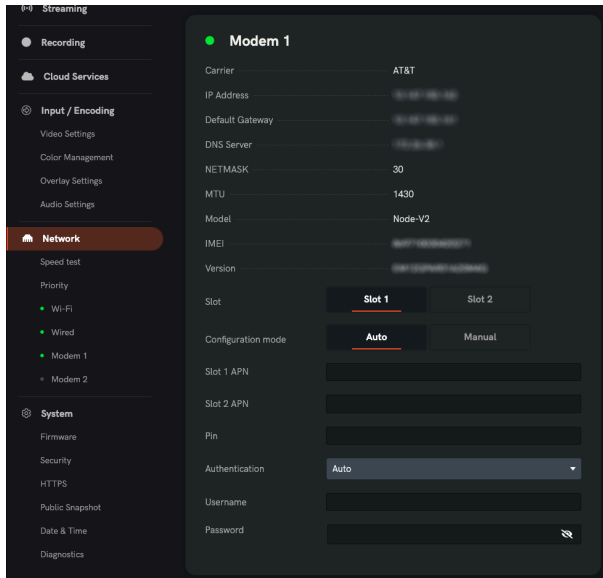 Streaming
Recording
Cloud Services
Input / Encoding
Video Settings
Color Management
Overlay Settings
Audio Settings
Network
Speed test
Priority
Wi-Fi
Wired
Modem 1
Modem 2
System
Firmware
Security
HTTPS
Public Snapshot
Date & Time
Diagnostics
Modem 1
Carrier AT&T
IP Address
Default Gateway
DNS Server
NETMASK 30
MTU 1430
Model Node-V2
IMEI
Version
Slot Slot 1 Slot 2
Configuration mode Auto Manual
Slot 1 APN
Slot 2 APN
Pin
Authentication Auto
Username
Password